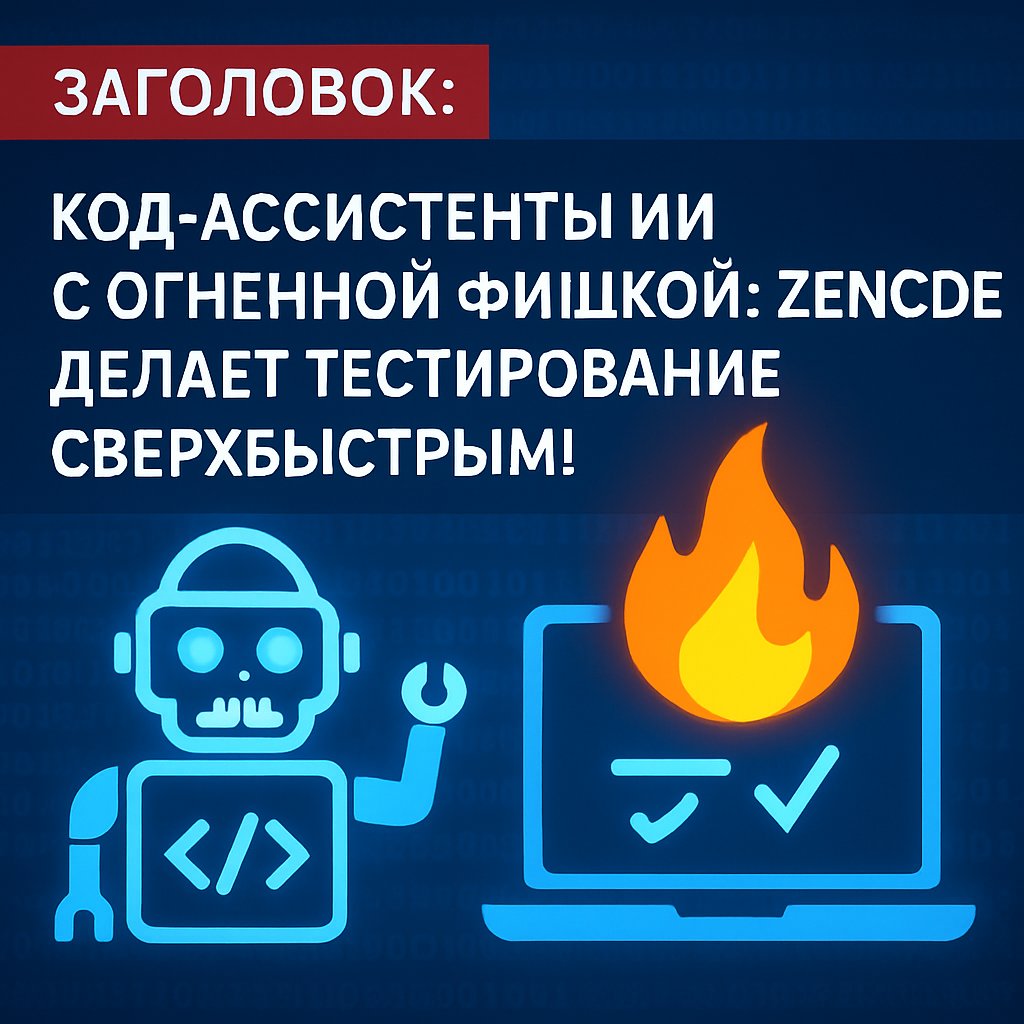 ЗАГОЛОВОК:
КОД-АССИСТЕНТЫ ИИ
С ОГНЕННОЙ ФИШКОЙ: ZENCDE
ДЕЛАЕТ ТЕСТИРОВАНИЕ
СВЕРХБЫСТРЫМ!
</>